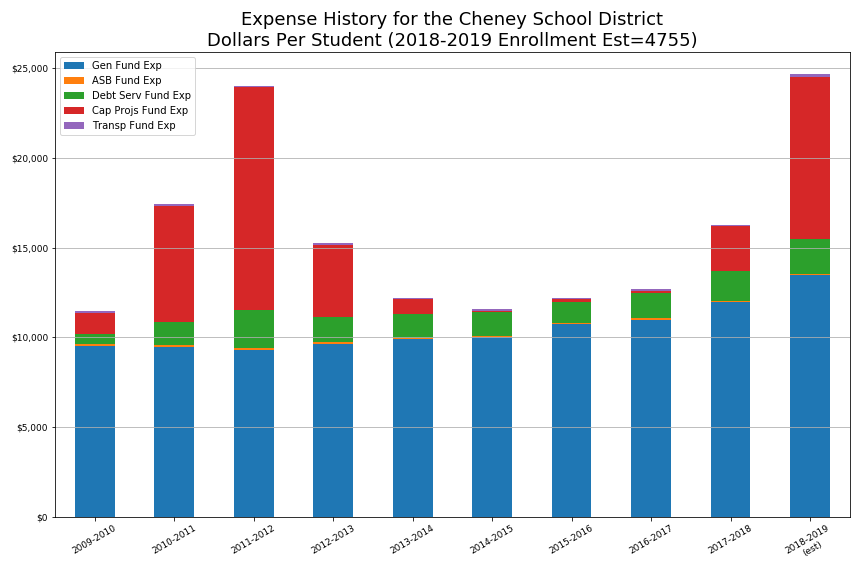 Expense History for the Cheney School District
Dollars Per Student (2018-2019 Enrollment Est=4755)
Gen Fund Exp
ASB Fund Exp
Debt Serv Fund Exp
Cap Projs Fund Exp
Transp Fund Exp
$25,000
$20,000
$15,000
$10,000
$5,000
$0
2009-2010
2010-2011
2011-2012
2012-2013
2013-2014
2014-2015
2015-2016
2016-2017
2017-2018
2018-2019
(est)